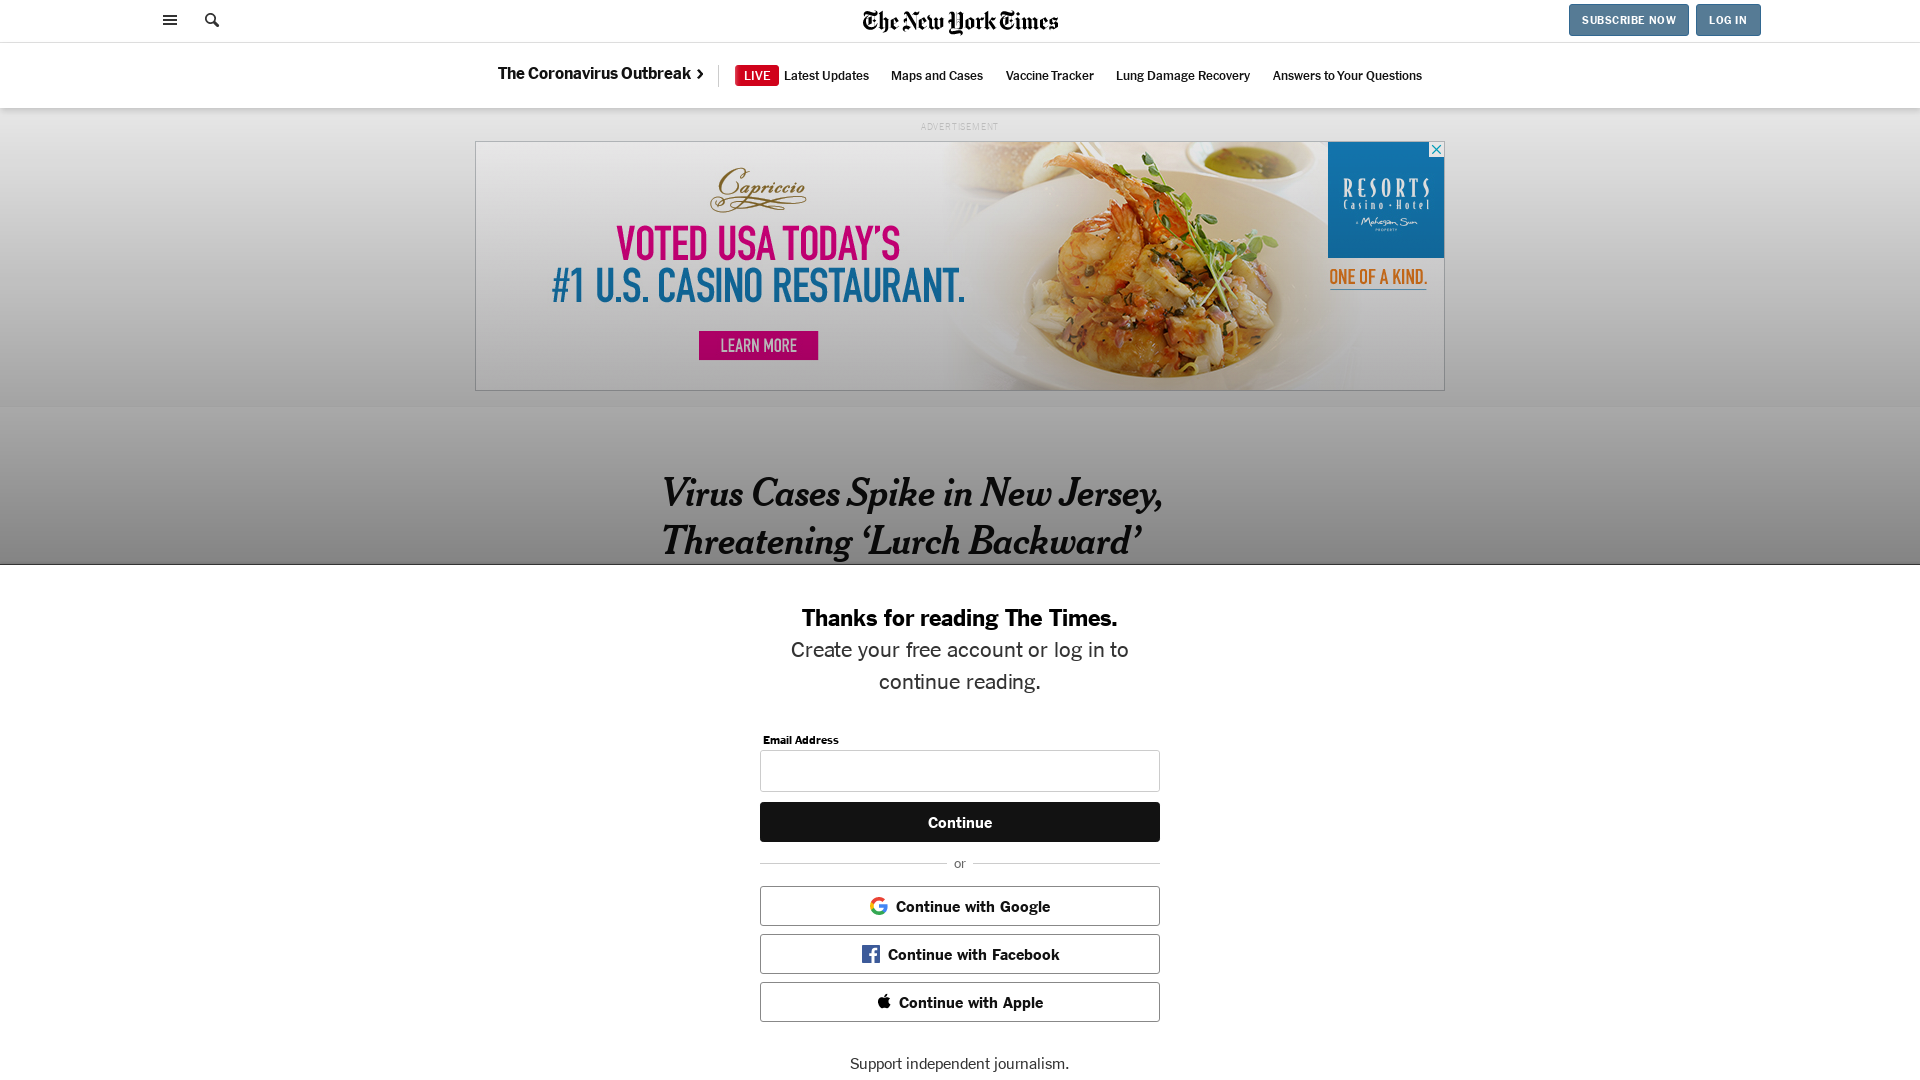 The New York Times
SUBSCRIBE NOW
LOG IN
The Coronavirus Outbreak
LIVE Latest Updates
Maps and Cases
Vaccine Tracker
Lung Damage Recovery
Answers to Your Questions
ADVERTISEMENT
Capriccio
VOTED USA TODAY'S
#1 U.S. CASINO RESTAURANT.
LEARN MORE
RESORTS
Casino • Hotel
a Mohegan Sun
PROPERTY
ONE OF A KIND.
Virus Cases Spike in New Jersey,
Threatening ‘Lurch Backward’
Thanks for reading The Times.
Create your free account or log in to
continue reading.
Email Address
Continue
or
Continue with Google
Continue with Facebook
Continue with Apple
Support independent journalism.